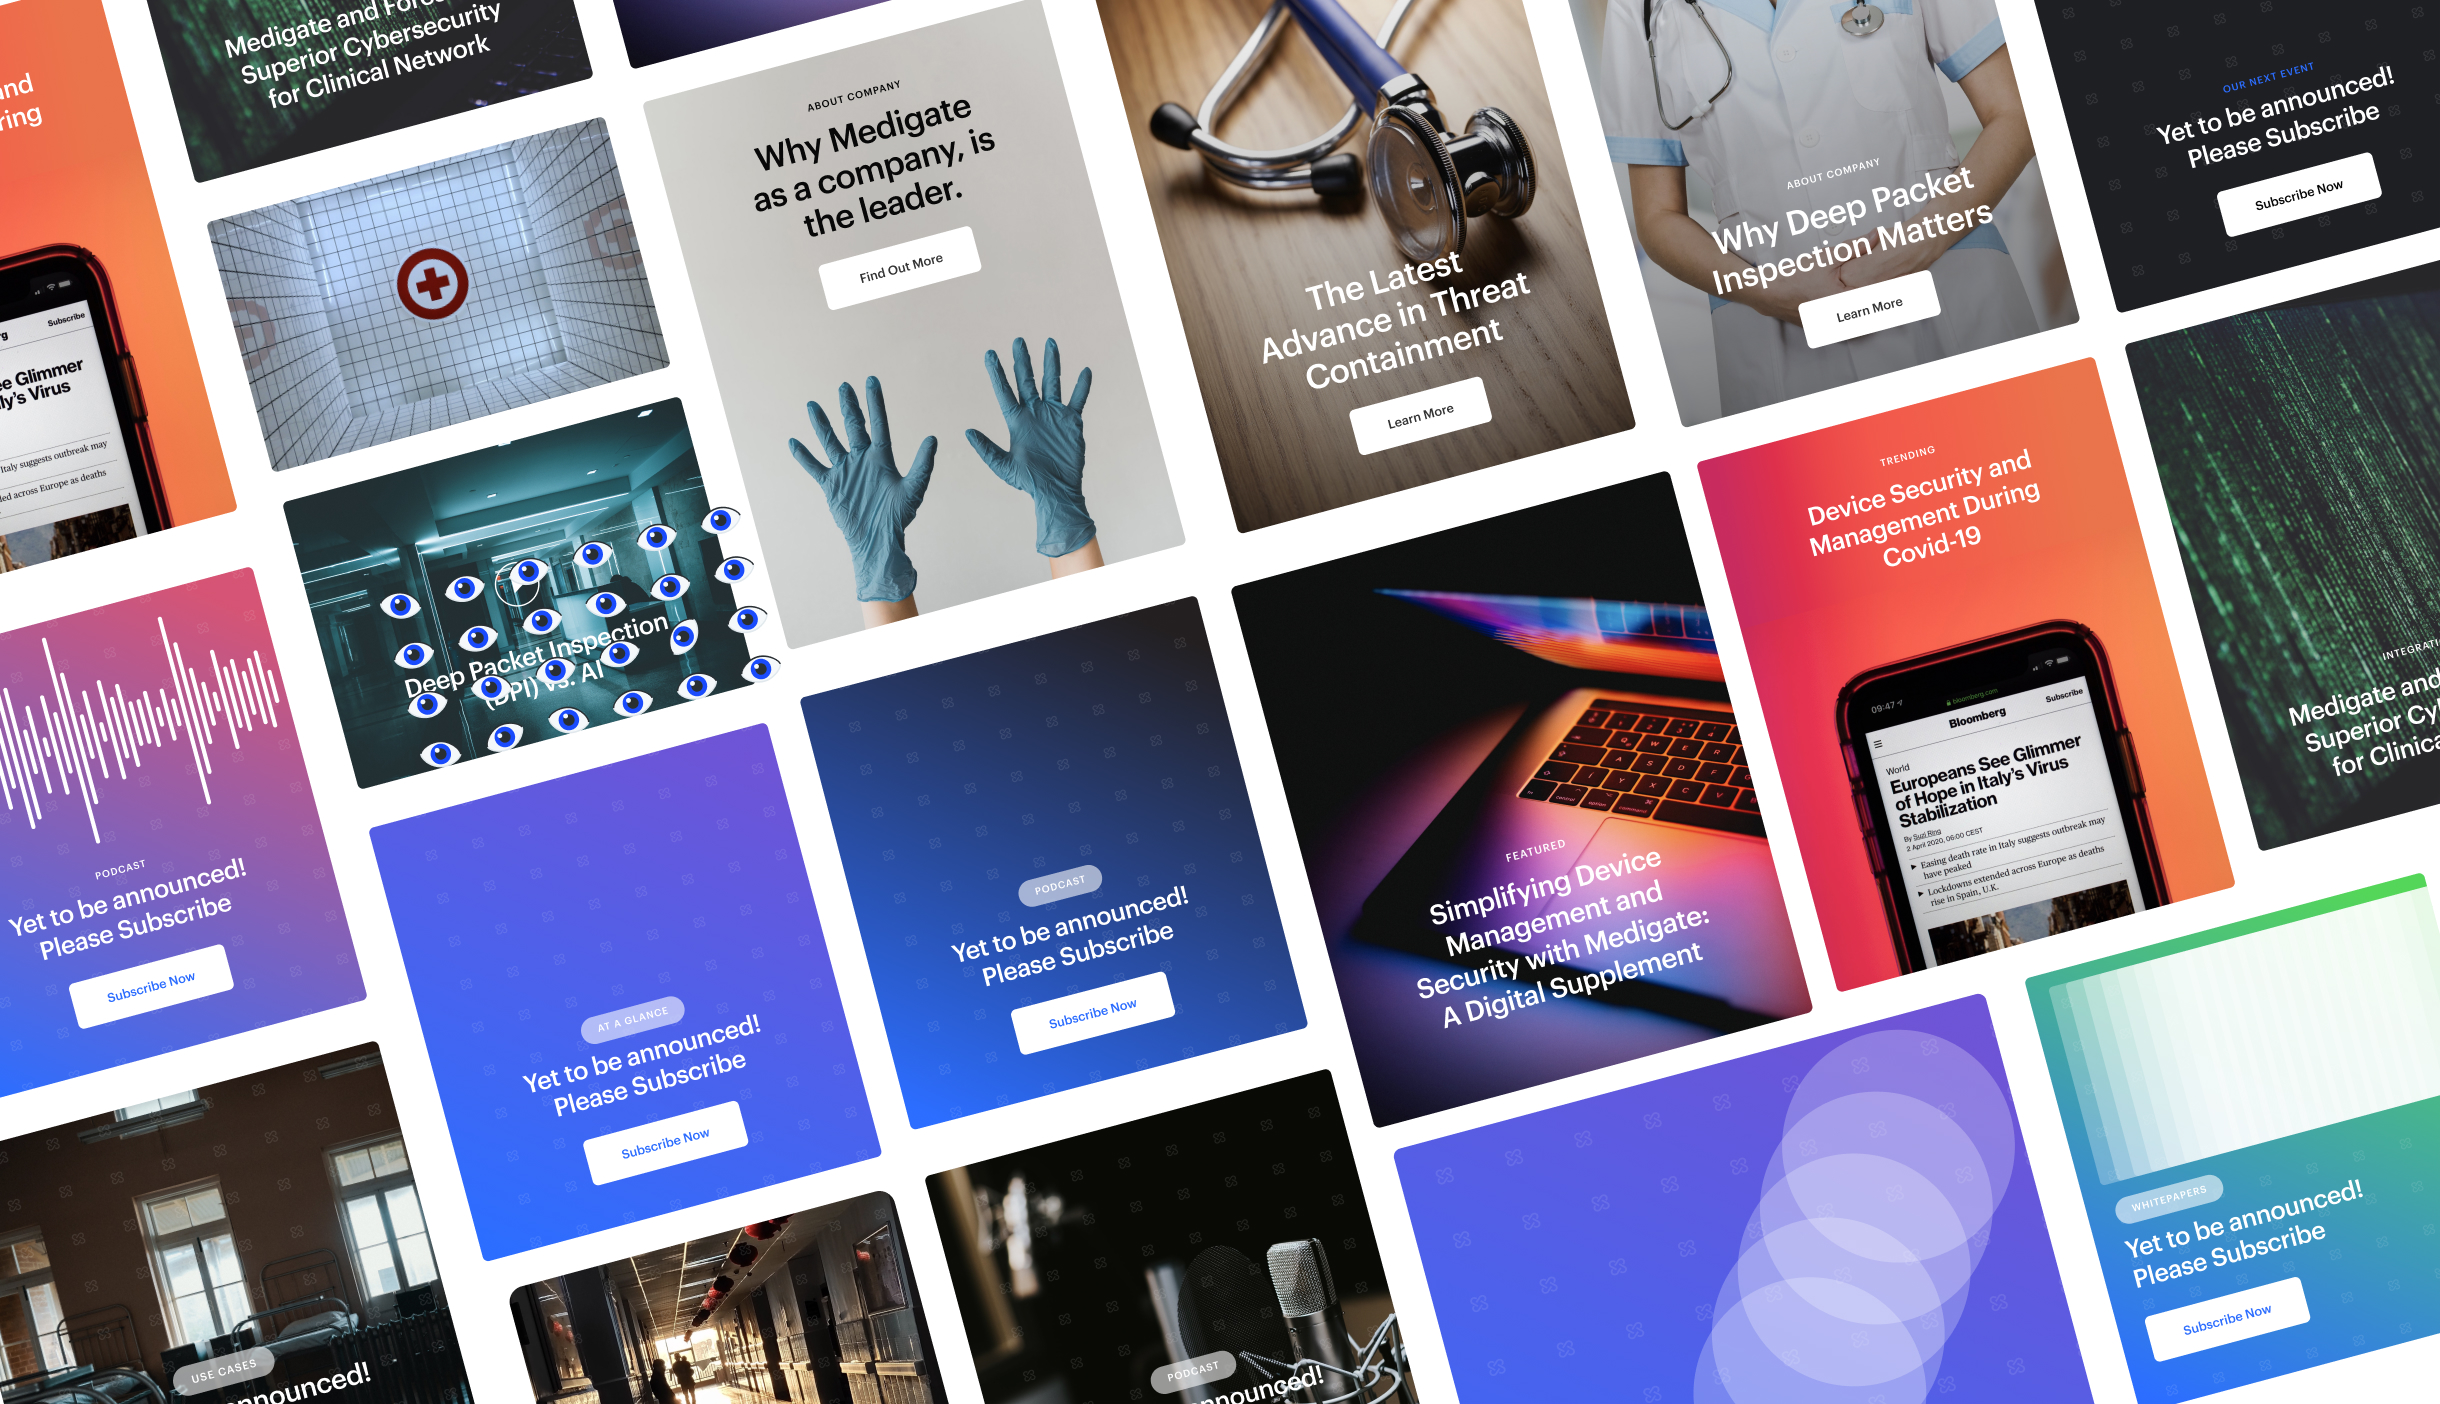 and
ring
Subscribe
ee Glimmer
ly's Virus
Italy suggests outbreak may
ed across Europe as deaths
PODCAST
Yet to be announced!
Please Subscribe
Subscribe Now
USE CASES
nnounced!
Medigate and
Superior Cybersecurity
for Clinical Network
Deep Packet Inspection
(DPI) vs. AI
AT A GLANCE
Yet to be announced!
Please Subscribe
Subscribe Now
ABOUT COMPANY
Why Medigate
as a company, is
the leader.
Find Out More
PODCAST
Yet to be announced!
Please Subscribe
Subscribe Now
PODCAST
nnounced!
The Latest
Advance in Threat
Containment
Learn More
FEATURED
Simplifying Device
Management and
Security with Medigate:
A Digital Supplement
ABOUT COMPANY
Why Deep Packet
Inspection Matters
Learn More
TRENDING
Device Security and
Management During
Covid-19
09:47
bloomberg.com
Bloomberg
Subscribe
World
Europeans See Glimmer
of Hope in Italy's Virus
Stabilization
By Suzi Ring
2 April 2020, 06:00 CEST
Easing death rate in Italy suggests outbreak may
have peaked
Lockdowns extended across Europe as deaths
rise in Spain, U.K.
OUR NEXT EVENT
Yet to be announced!
Please Subscribe
Subscribe Now
INTEGRATI
Medigate and
Superior Cy
for Clinica
WHITEPAPERS
Yet to be announced!
Please Subscribe
Subscribe Now